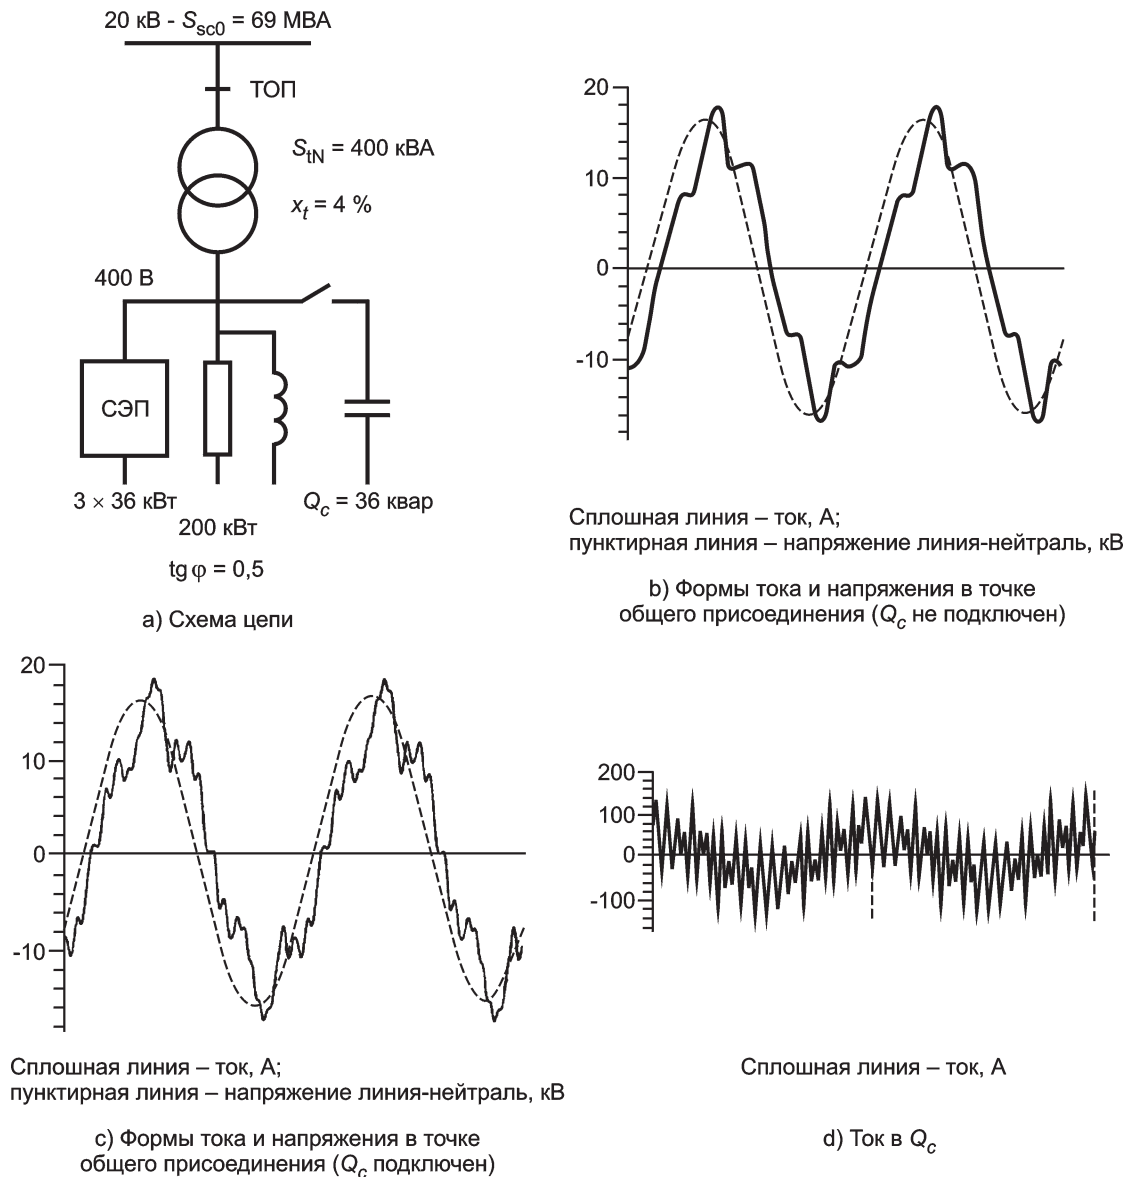 20 кВ - Ssc0 = 69 МВА
ТОП
StN = 400 кВА
xt = 4 %
400 В
СЭП
3 × 36 кВт
Qc = 36 квар
200 кВт
tg φ = 0,5
a) Схема цепи
20
10
0
-10
Сплошная линия – ток, А;
пунктирная линия – напряжение линия-нейтраль, кВ
b) Формы тока и напряжения в точке
общего присоединения (Qc не подключен)
20
10
0
-10
Сплошная линия – ток, А;
пунктирная линия – напряжение линия-нейтраль, кВ
c) Формы тока и напряжения в точке
общего присоединения (Qc подключен)
200
100
0
-100
Сплошная линия – ток, А
d) Ток в Qc